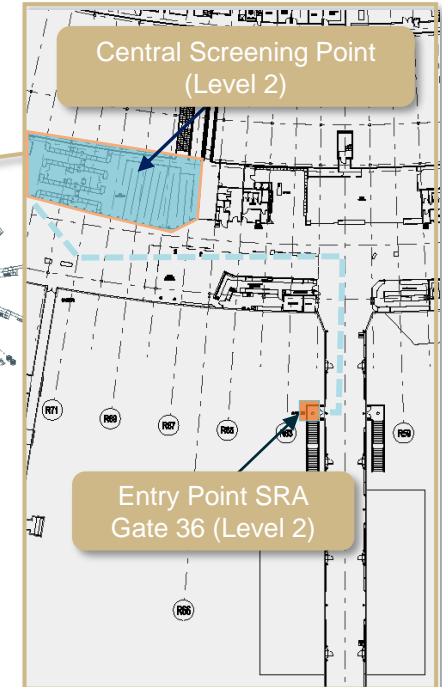 Central Screening Point
(Level 2)
R71
R69
R67
R65
R63
R59
Entry Point SRA
Gate 36 (Level 2)
R66